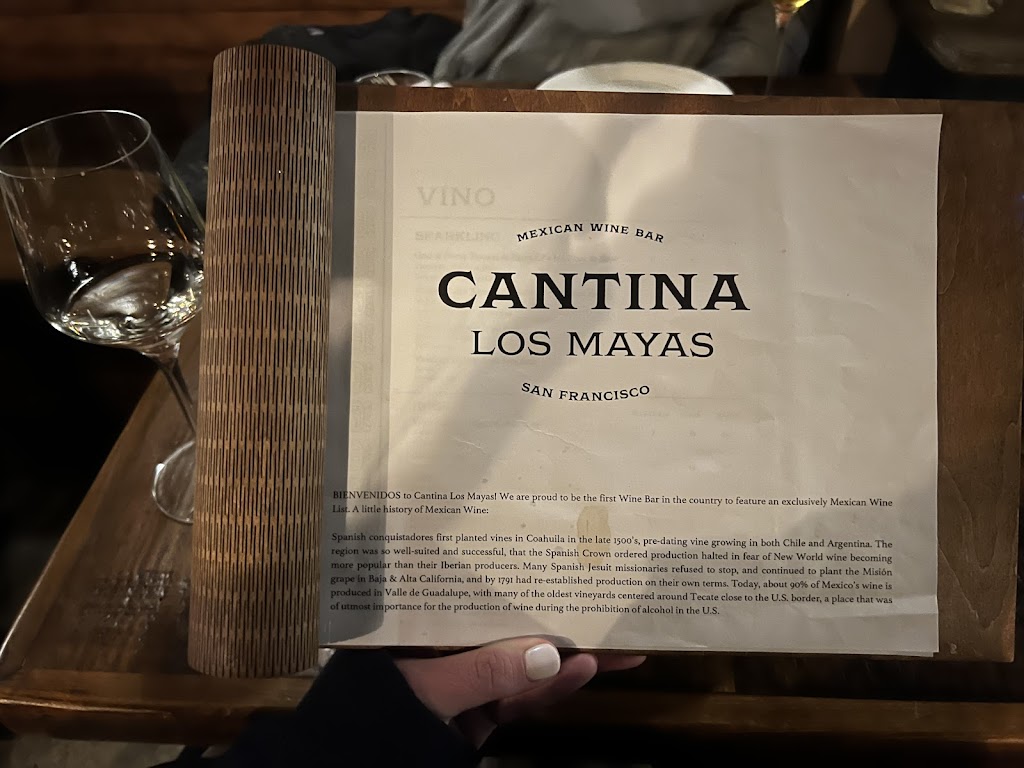 VINO
SPARKLING
MEXICAN WINE BAR
CANTINA
LOS MAYAS
SAN FRANCISCO
BIENVENIDOS to Cantina Los Mayas! We are proud to be the first Wine Bar in the country to feature an exclusively Mexican Wine
List. A little history of Mexican Wine:
Spanish conquistadores first planted vines in Coahuila in the late 1500's, pre-dating vine growing in both Chile and Argentina. The
region was so well-suited and successful, that the Spanish Crown ordered production halted in fear of New World wine becoming
more popular than their Iberian producers. Many Spanish Jesuit missionaries refused to stop, and continued to plant the Misión
grape in Baja & Alta California, and by 1791 had re-established production on their own terms. Today, about 90% of Mexico's wine is
produced in Valle de Guadalupe, with many of the oldest vineyards centered around Tecate close to the U.S. border, a place that was
of utmost importance for the production of wine during the prohibition of alcohol in the U.S.